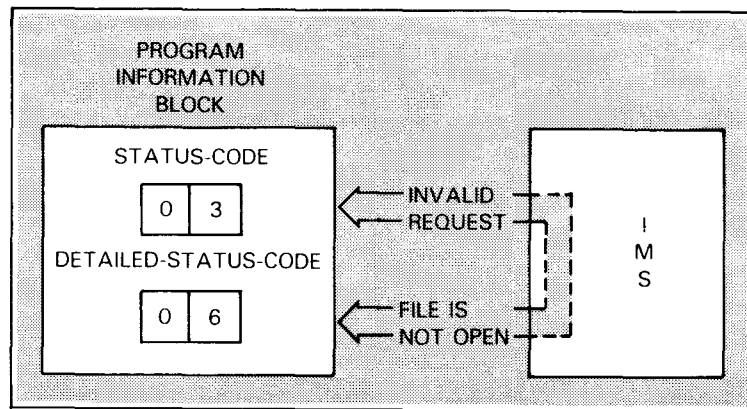 PROGRAM
INFORMATION
BLOCK
STATUS-CODE
0 3
DETAILED-STATUS-CODE
0 6
INVALID
REQUEST
FILE IS
NOT OPEN
I
M
S